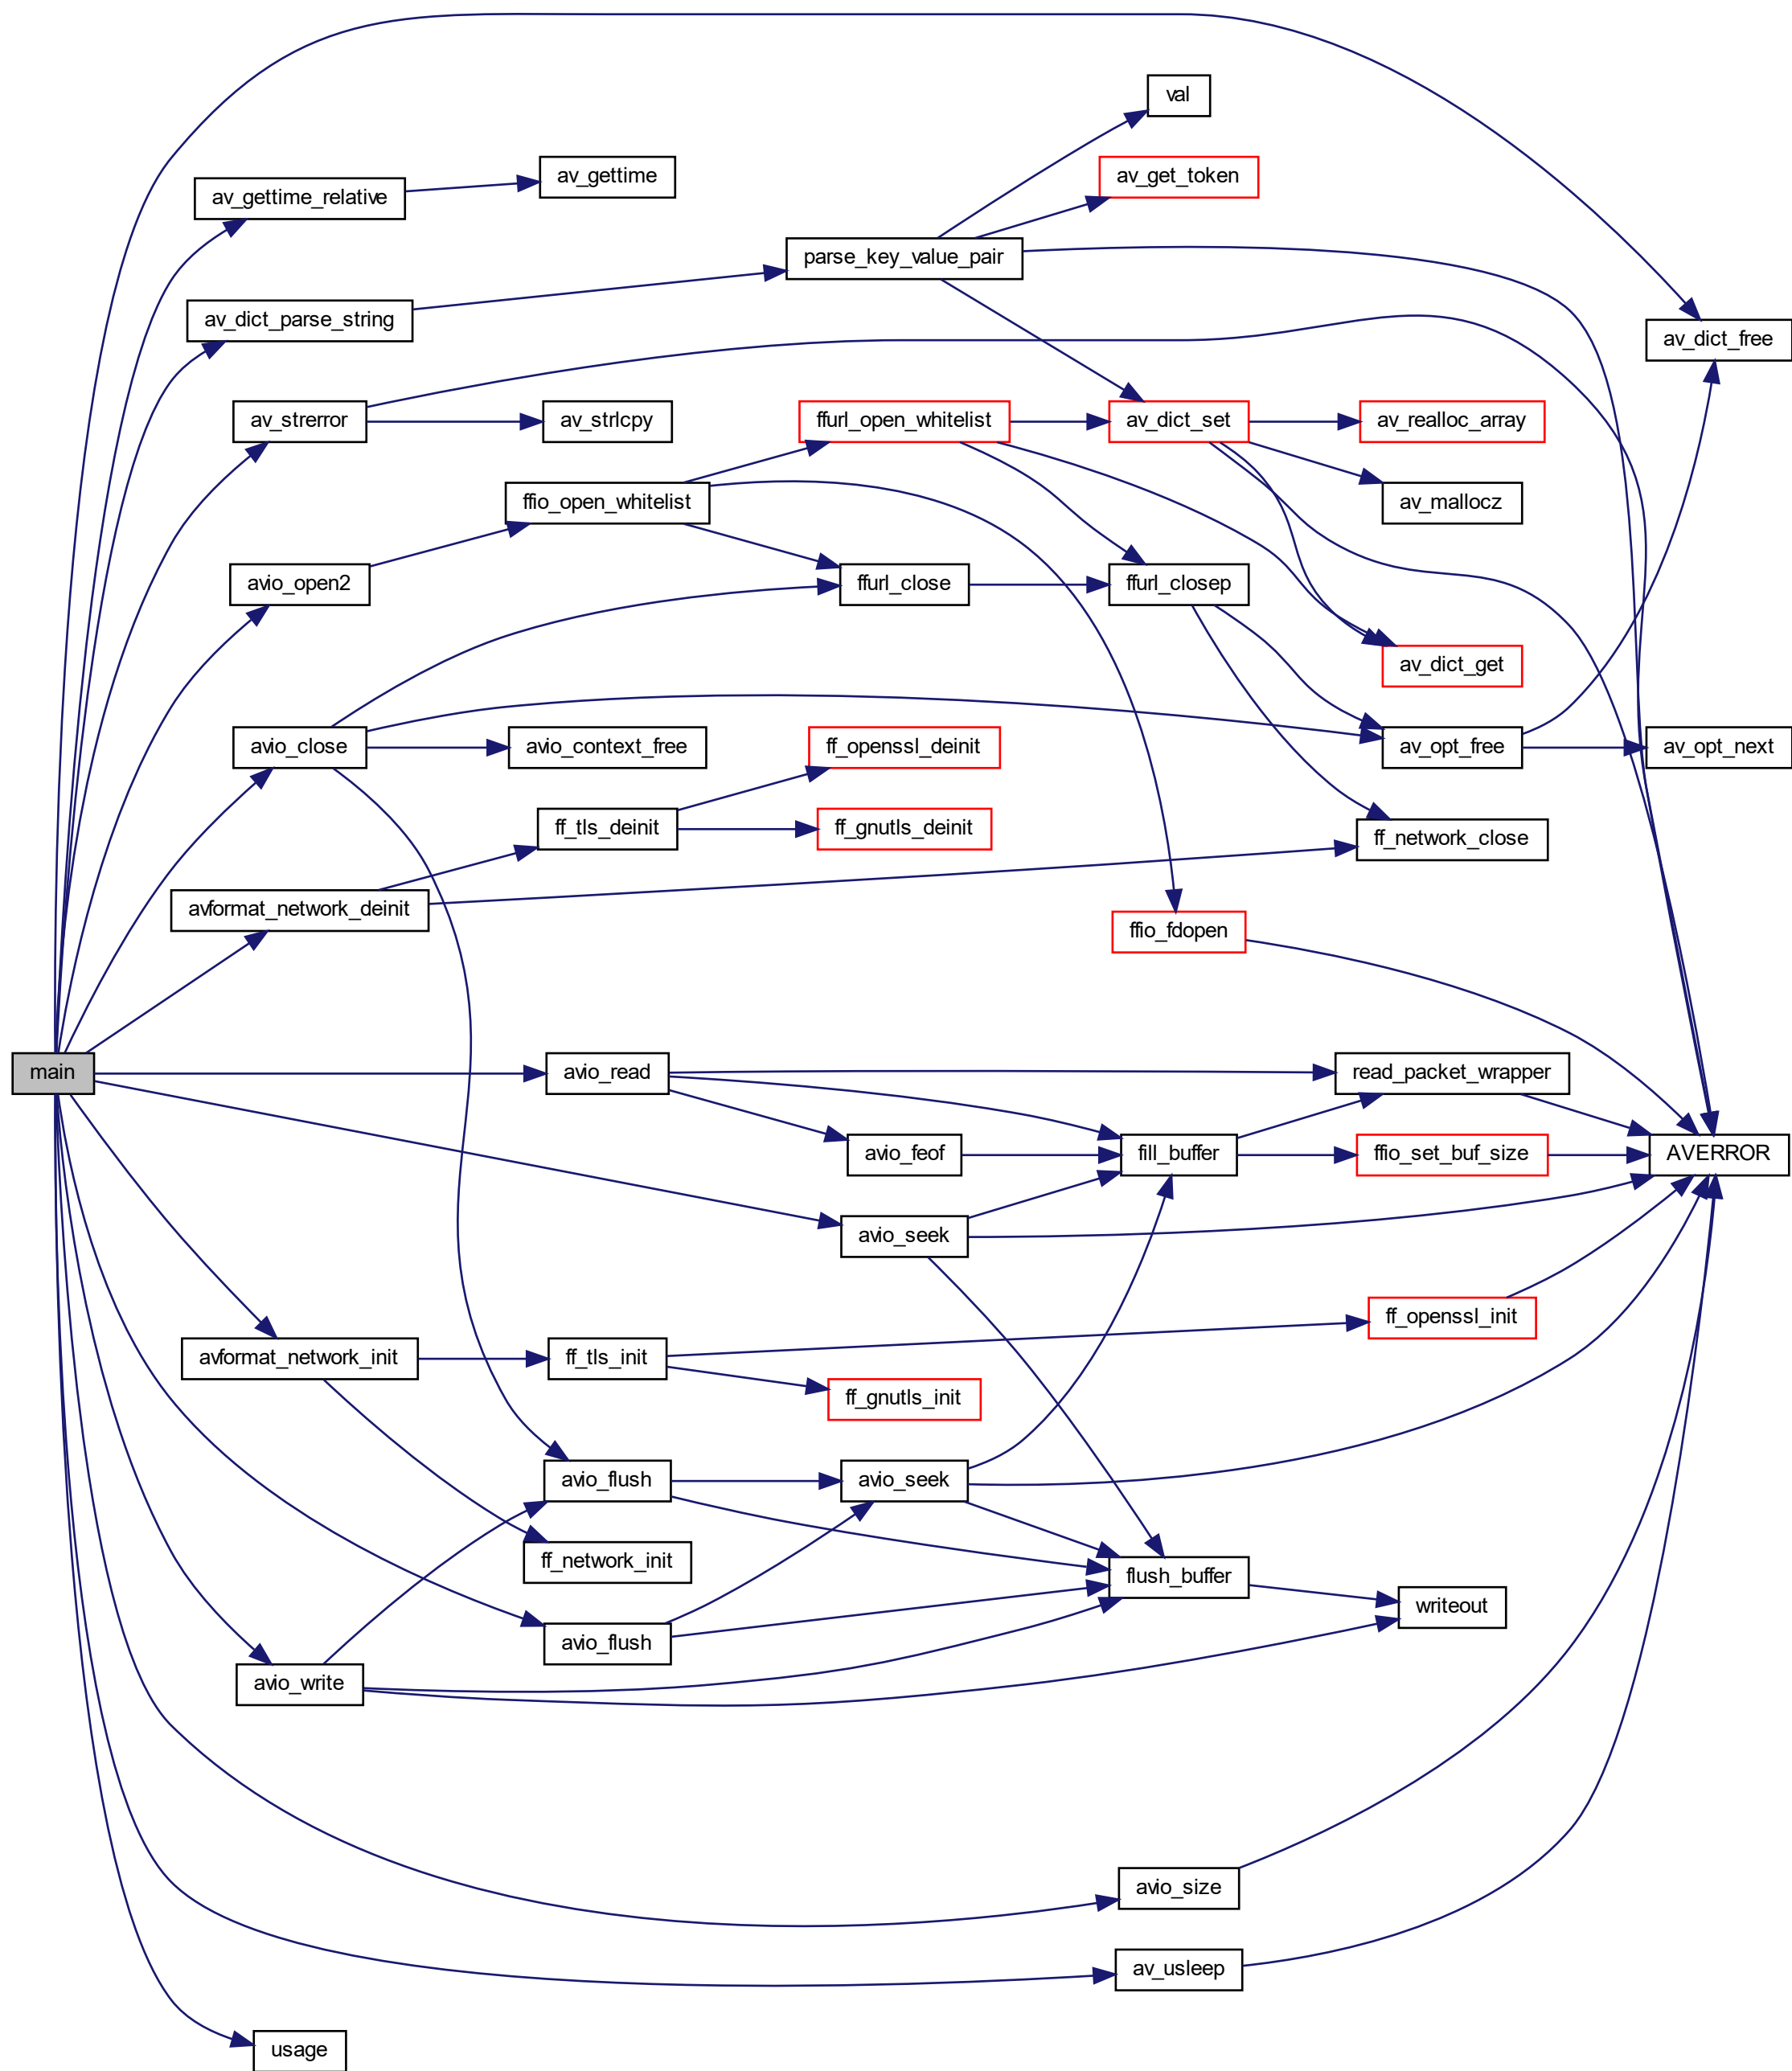 val
av_get_token
av_gettime
av_gettime_relative
parse_key_value_pair
av_dict_parse_string
av_dict_free
av_strerror
av_strlcpy
ffurl_open_whitelist
av_dict_set
av_realloc_array
ffio_open_whitelist
av_mallocz
avio_open2
ffurl_close
ffurl_closep
av_dict_get
avio_close
avio_context_free
ff_openssl_deinit
av_opt_free
av_opt_next
ff_tls_deinit
ff_gnutls_deinit
ff_network_close
avformat_network_deinit
ffio_fdopen
main
avio_read
read_packet_wrapper
avio_feof
fill_buffer
ffio_set_buf_size
AVERROR
avio_seek
ff_openssl_init
avformat_network_init
ff_tls_init
ff_gnutls_init
avio_flush
avio_seek
ff_network_init
flush_buffer
writeout
avio_flush
avio_write
avio_size
av_usleep
usage